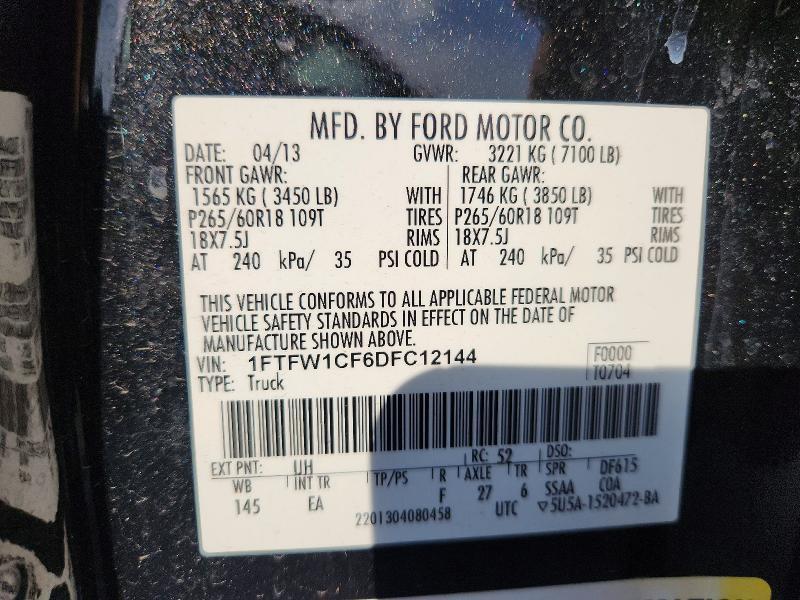 MFD. BY FORD MOTOR CO.
DATE: 04/13 GVWR: 3221 KG ( 7100 LB)
FRONT GAWR: REAR GAWR:
1565 KG ( 3450 LB) WITH 1746 KG ( 3850 LB) WITH
P265/60R18 109T TIRES P265/60R18 109T TIRES
18X7.5J RIMS 18X7.5J RIMS
AT 240 kPa/ 35 PSI COLD AT 240 kPa/ 35 PSI COLD
THIS VEHICLE CONFORMS TO ALL APPLICABLE FEDERAL MOTOR
VEHICLE SAFETY STANDARDS IN EFFECT ON THE DATE OF
MANUFACTURE SHOWN ABOVE.
VIN: 1FTFW1CF6DFC12144 F0000
TYPE: Truck T0704
EXT PNT: UH RC: 52 DSO:
WB INT TR TP/PS R AXLE TR SPR DF615
145 EA F 27 6 SSAA COA
2201304080458 UTC ▽5U5A-1520472-BA